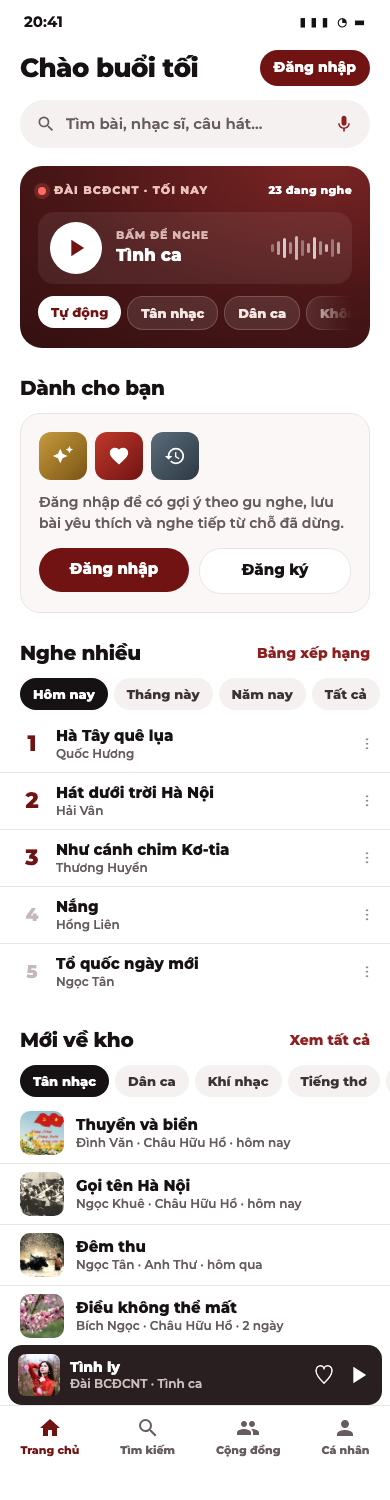 20:41
Chào buổi tối
Đăng nhập
Tìm bài, nhạc sĩ, câu hát...
ĐÀI BCĐCNT · TỐI NAY
23 đang nghe
BẤM ĐỂ NGHE
Tình ca
Tự động
Tân nhạc
Dân ca
Dành cho bạn
Đăng nhập để có gợi ý theo gu nghe, lưu
bài yêu thích và nghe tiếp từ chỗ đã dừng.
Đăng nhập
Đăng ký
Nghe nhiều
Bảng xếp hạng
Hôm nay
Tháng này
Năm nay
Tất cả
1
Hà Tây quê lụa
Quốc Hương
2
Hát dưới trời Hà Nội
Hải Vân
3
Như cánh chim Kơ-tia
Thương Huyền
4
Nắng
Hồng Liên
5
Tổ quốc ngày mới
Ngọc Tân
Mới về kho
Xem tất cả
Tân nhạc
Dân ca
Khí nhạc
Tiếng thơ
Thuyền và biển
Đình Văn · Châu Hữu Hồ · hôm nay
Gọi tên Hà Nội
Ngọc Khuê · Châu Hữu Hồ · hôm nay
Đêm thu
Ngọc Tân · Anh Thư · hôm qua
Điều không thể mất
Bích Ngọc · Châu Hữu Hồ · 2 ngày
Tình ly
Đài BCĐCNT · Tình ca
Trang chủ
Tìm kiếm
Cộng đồng
Cá nhân